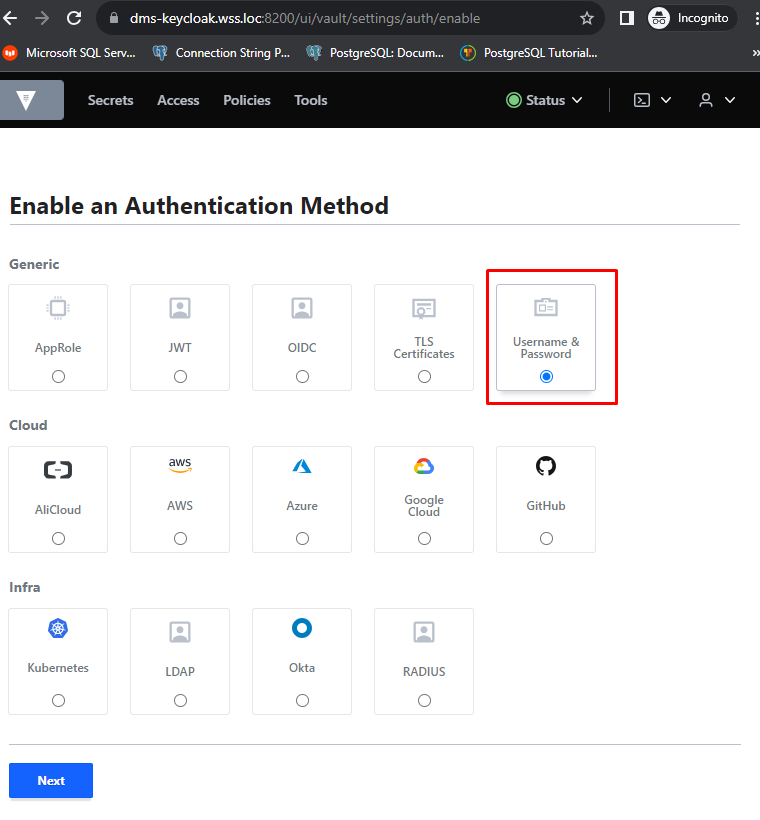 dms-keycloak.wss.loc:8200/ui/vault/settings/auth/enable
Incognito
Microsoft SQL Serv...
Connection String P...
PostgreSQL: Docum...
PostgreSQL Tutorial...
»
Secrets
Access
Policies
Tools
Status
Enable an Authentication Method
Generic
AppRole
JWT
OIDC
TLS
Certificates
Username &
Password
Cloud
AliCloud
aws
AWS
Azure
Google
Cloud
GitHub
Infra
Kubernetes
LDAP
Okta
RADIUS
Next